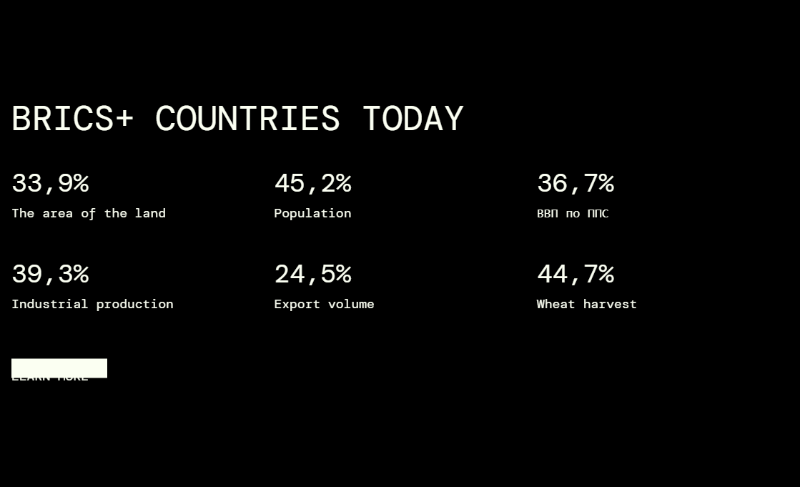 BRICS+ COUNTRIES TODAY
33,9% 45,2% 36,7%
The area of the land Population ВВП по ППС
39,3% 24,5% 44,7%
Industrial production Export volume Wheat harvest
LEARN MORE